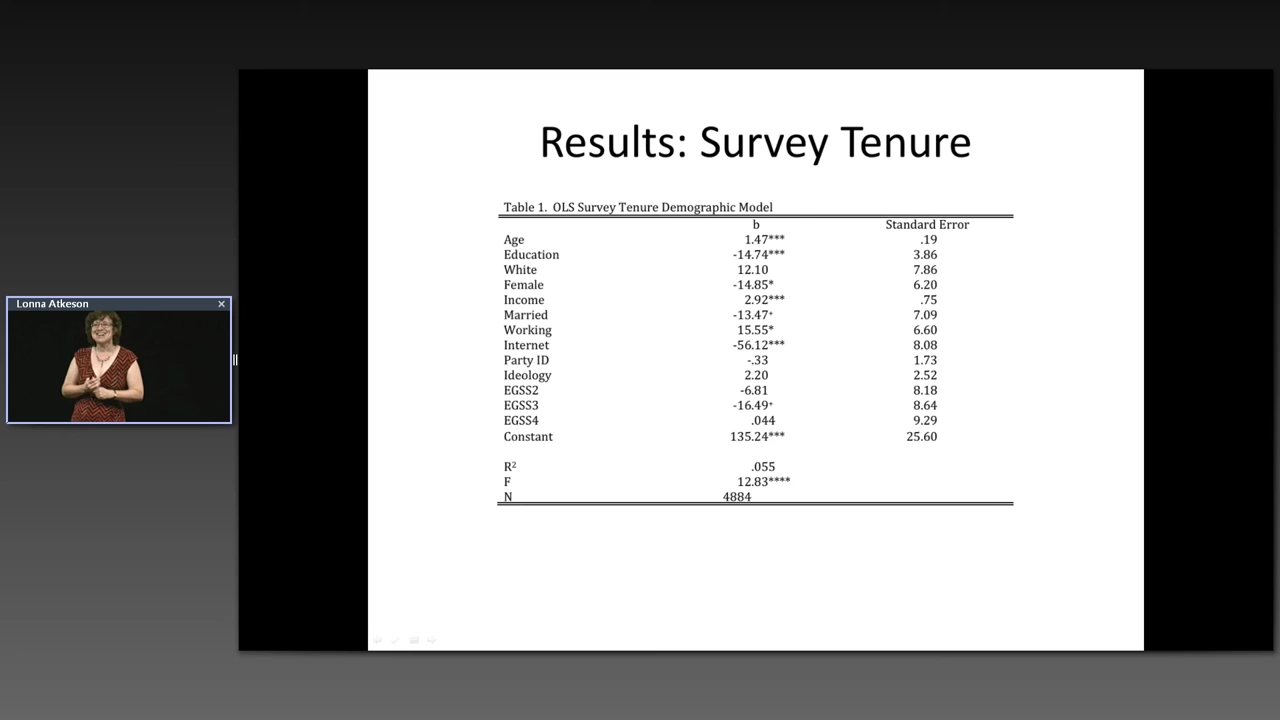 Results: Survey Tenure
Table 1. OLS Survey Tenure Demographic Model
b Standard Error
Age 1.47*** .19
Education -14.74*** 3.86
White 12.10 7.86
Female -14.85* 6.20
Income 2.92*** .75
Married -13.47⁺ 7.09
Working 15.55* 6.60
Internet -56.12*** 8.08
Party ID -.33 1.73
Ideology 2.20 2.52
EGSS2 -6.81 8.18
EGSS3 -16.49⁺ 8.64
EGSS4 .044 9.29
Constant 135.24*** 25.60
R² .055
F 12.83****
N 4884
Lonna Atkeson